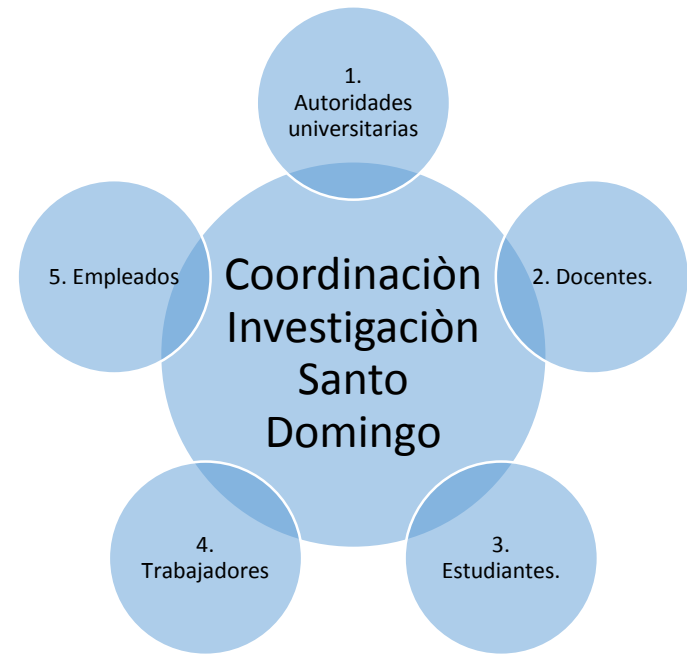 1.
Autoridades
universitarias
5. Empleados
Coordinaciòn
Investigaciòn
Santo
Domingo
2. Docentes.
4.
Trabajadores
3.
Estudiantes.